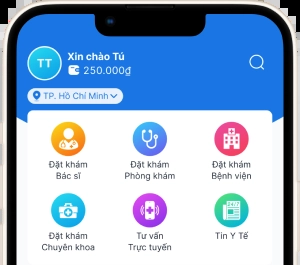 TT
Xin chào Tú
250.000₫
TP. Hồ Chí Minh
Đặt khám
Bác sĩ
Đặt khám
Phòng khám
Đặt khám
Bệnh viện
Đặt khám
Chuyên khoa
Tư vấn
Trực tuyến
Tin Y Tế